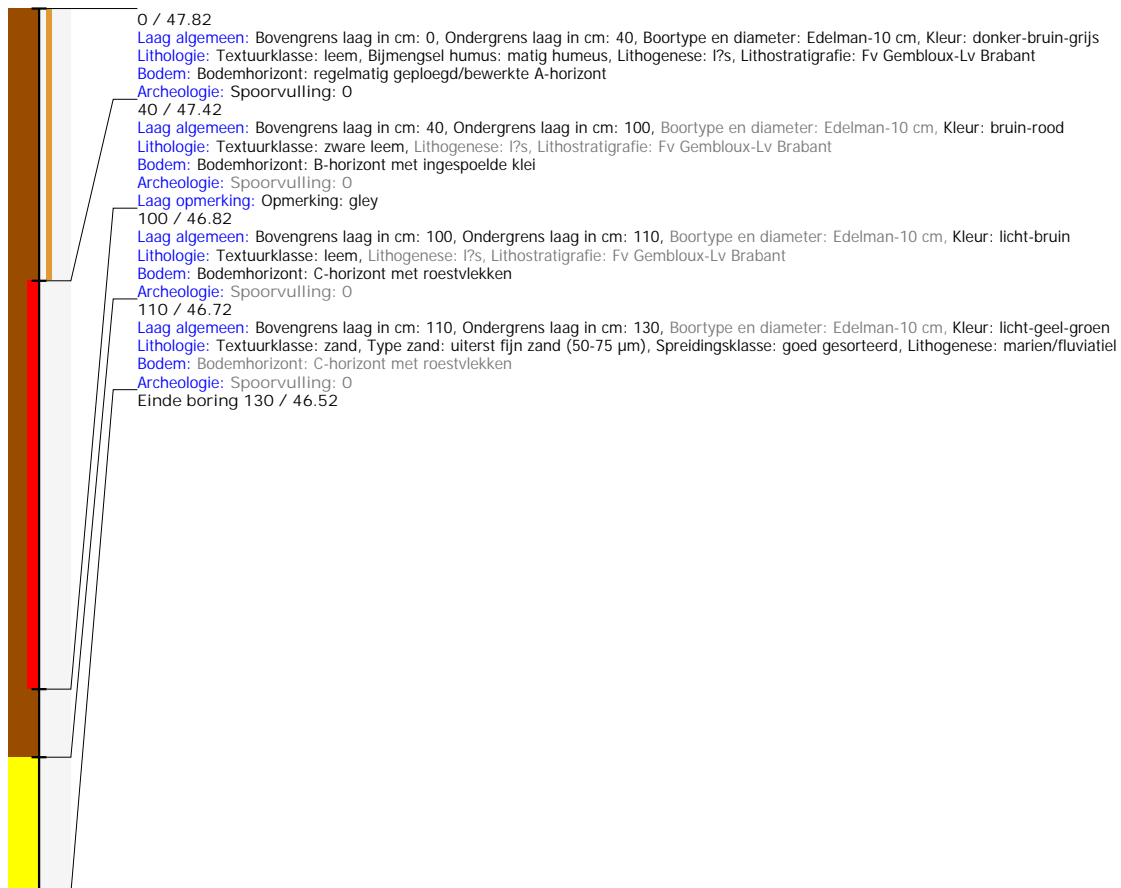 0 / 47.82
Laag algemeen: Bovengrens laag in cm: 0, Ondergrens laag in cm: 40, Boortype en diameter: Edelman-10 cm, Kleur: donker-bruin-grijs
Lithologie: Textuurklasse: leem, Bijmengsel humus: matig humeus, Lithogenese: l?s, Lithostratigrafie: Fv Gembloux-Lv Brabant
Bodem: Bodemhorizont: regelmatig geploegd/bewerkte A-horizont
Archeologie: Spoorvulling: 0
40 / 47.42
Laag algemeen: Bovengrens laag in cm: 40, Ondergrens laag in cm: 100, Boortype en diameter: Edelman-10 cm, Kleur: bruin-rood
Lithologie: Textuurklasse: zware leem, Lithogenese: l?s, Lithostratigrafie: Fv Gembloux-Lv Brabant
Bodem: Bodemhorizont: B-horizont met ingespoelde klei
Archeologie: Spoorvulling: 0
Laag opmerking: Opmerking: gley
100 / 46.82
Laag algemeen: Bovengrens laag in cm: 100, Ondergrens laag in cm: 110, Boortype en diameter: Edelman-10 cm, Kleur: licht-bruin
Lithologie: Textuurklasse: leem, Lithogenese: l?s, Lithostratigrafie: Fv Gembloux-Lv Brabant
Bodem: Bodemhorizont: C-horizont met roestvlekken
Archeologie: Spoorvulling: 0
110 / 46.72
Laag algemeen: Bovengrens laag in cm: 110, Ondergrens laag in cm: 130, Boortype en diameter: Edelman-10 cm, Kleur: licht-geel-groen
Lithologie: Textuurklasse: zand, Type zand: uiterst fijn zand (50-75 µm), Spreidingsklasse: goed gesorteerd, Lithogenese: marien/fluviatiel
Bodem: Bodemhorizont: C-horizont met roestvlekken
Archeologie: Spoorvulling: 0
Einde boring 130 / 46.52